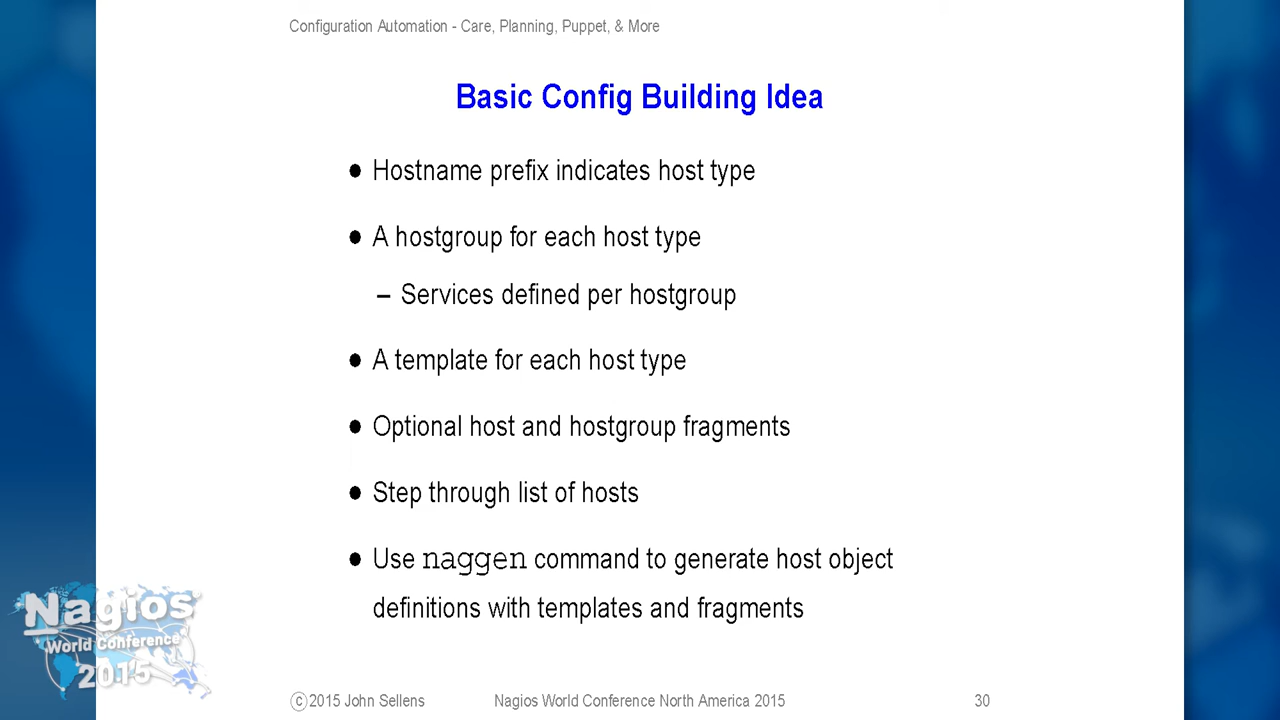 Configuration Automation - Care, Planning, Puppet, & More
Basic Config Building Idea
● Hostname prefix indicates host type
● A hostgroup for each host type
– Services defined per hostgroup
● A template for each host type
● Optional host and hostgroup fragments
● Step through list of hosts
● Use naggen command to generate host object
definitions with templates and fragments
Nagios
World Conference
2015
©2015 John Sellens
Nagios World Conference North America 2015
30